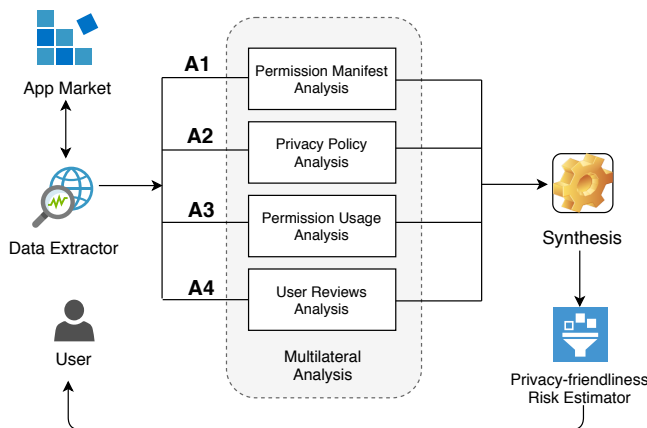 App Market
Data Extractor
User
A1
Permission Manifest
Analysis
A2
Privacy Policy
Analysis
A3
Permission Usage
Analysis
A4
User Reviews
Analysis
Multilateral
Analysis
Synthesis
Privacy-friendliness
Risk Estimator